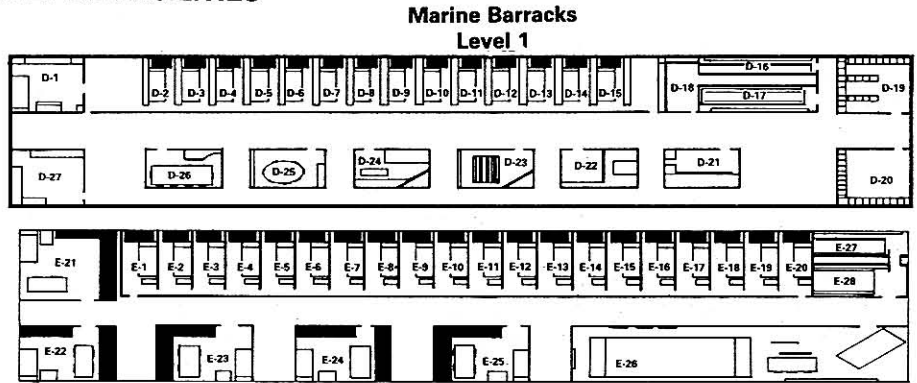 Marine Barracks
Level 1
D-1
D-2 D-3 D-4 D-5 D-6 D-7 D-8 D-9 D-10 D-11 D-12 D-13 D-14 D-15
D-16
D-18 D-17
D-19
D-27 D-26 D-25 D-24 D-23 D-22 D-21 D-20
E-21
E-1 E-2 E-3 E-4 E-5 E-6 E-7 E-8 E-9 E-10 E-11 E-12 E-13 E-14 E-15 E-16 E-17 E-18 E-19 E-20
E-27
E-28
E-22 E-23 E-24 E-25 E-26